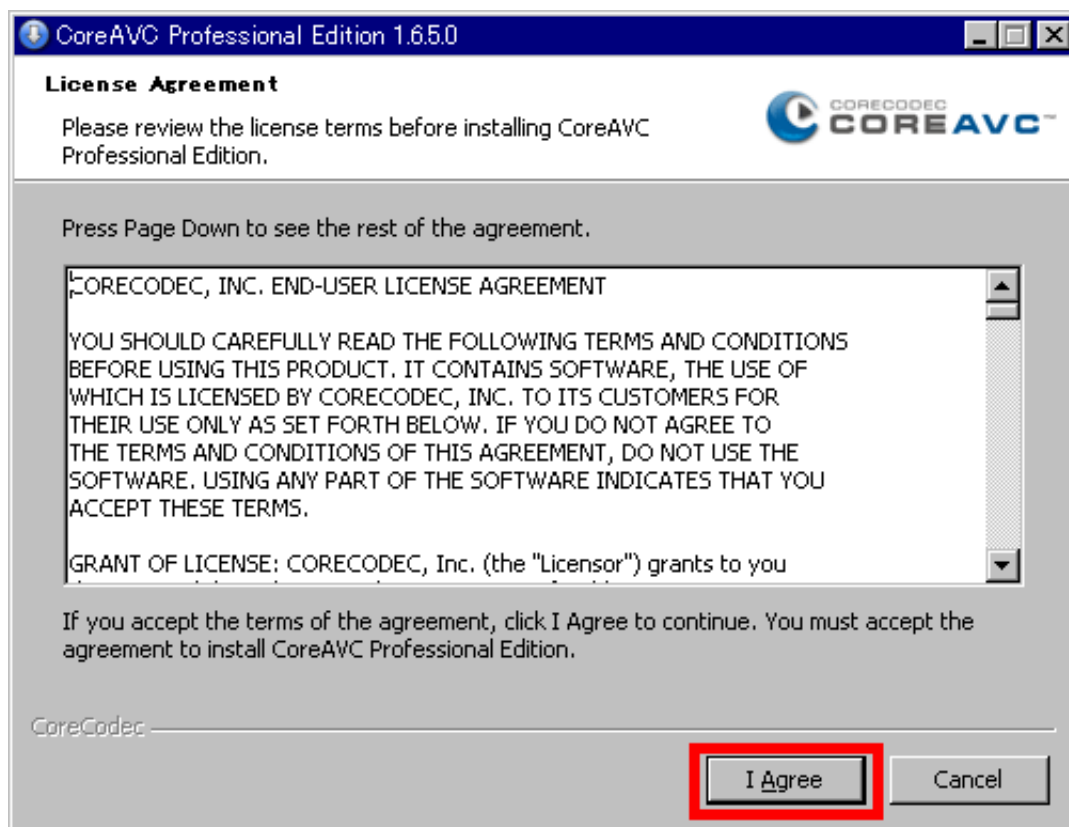 CoreAVC Professional Edition 1.6.5.0
License Agreement
Please review the license terms before installing CoreAVC
Professional Edition.
CORECODEC
COREAVC™
Press Page Down to see the rest of the agreement.
CORECODEC, INC. END-USER LICENSE AGREEMENT
YOU SHOULD CAREFULLY READ THE FOLLOWING TERMS AND CONDITIONS
BEFORE USING THIS PRODUCT. IT CONTAINS SOFTWARE, THE USE OF
WHICH IS LICENSED BY CORECODEC, INC. TO ITS CUSTOMERS FOR
THEIR USE ONLY AS SET FORTH BELOW. IF YOU DO NOT AGREE TO
THE TERMS AND CONDITIONS OF THIS AGREEMENT, DO NOT USE THE
SOFTWARE. USING ANY PART OF THE SOFTWARE INDICATES THAT YOU
ACCEPT THESE TERMS.
GRANT OF LICENSE: CORECODEC, Inc. (the "Licensor") grants to you
If you accept the terms of the agreement, click I Agree to continue. You must accept the
agreement to install CoreAVC Professional Edition.
CoreCodec
I Agree
Cancel